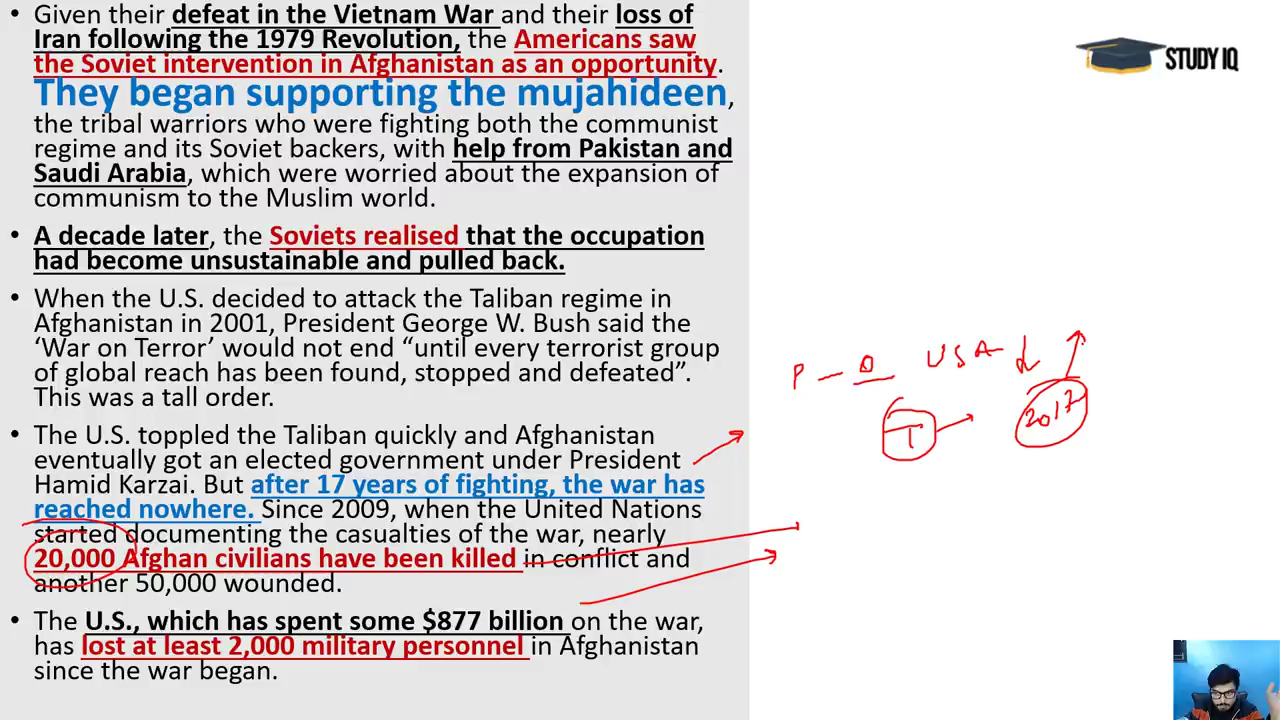 • Given their defeat in the Vietnam War and their loss of
Iran following the 1979 Revolution, the Americans saw
the Soviet intervention in Afghanistan as an opportunity.
They began supporting the mujahideen,
the tribal warriors who were fighting both the communist
regime and its Soviet backers, with help from Pakistan and
Saudi Arabia, which were worried about the expansion of
communism to the Muslim world.
• A decade later, the Soviets realised that the occupation
had become unsustainable and pulled back.
• When the U.S. decided to attack the Taliban regime in
Afghanistan in 2001, President George W. Bush said the
‘War on Terror’ would not end “until every terrorist group
of global reach has been found, stopped and defeated”.
This was a tall order.
• The U.S. toppled the Taliban quickly and Afghanistan
eventually got an elected government under President
Hamid Karzai. But after 17 years of fighting, the war has
reached nowhere. Since 2009, when the United Nations
started documenting the casualties of the war, nearly
20,000 Afghan civilians have been killed in conflict and
another 50,000 wounded.
• The U.S., which has spent some $877 billion on the war,
has lost at least 2,000 military personnel in Afghanistan
since the war began.
STUDY IQ
P - USA
T 2017